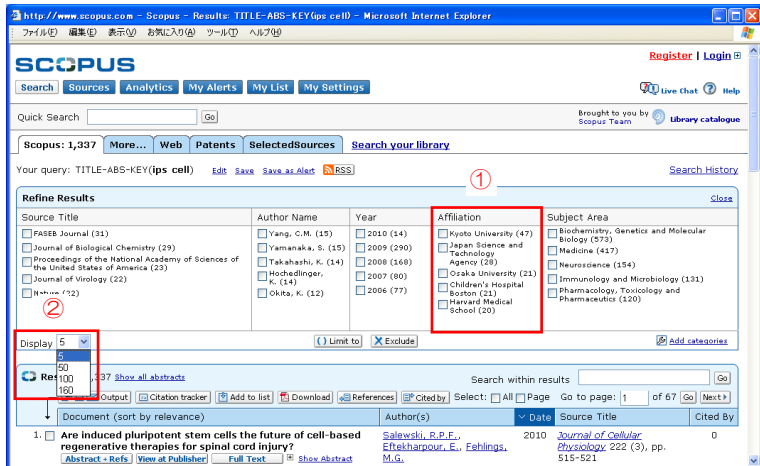 http://www.scopus.com - Scopus - Results: TITLE-ABS-KEY(ips cell) - Microsoft Internet Explorer
ファイル(F) 編集(E) 表示(V) お気に入り(A) ツール(T) ヘルプ(H)
Register | Login
SCOPUS
Search Sources Analytics My Alerts My List My Settings
Live Chat Help
Quick Search Go
Brought to you by
Scopus Team
Library catalogue
Scopus: 1,337 More... Web Patents SelectedSources Search your library
Your query: TITLE-ABS-KEY(ips cell) Edit Save Save as Alert RSS
Search History
①
Refine Results Close
Source Title
FASEB Journal (31)
Journal of Biological Chemistry (29)
Proceedings of the National Academy of Sciences of
the United States of America (23)
Journal of Virology (22)
Nature (22)
Author Name
Yang, C.M. (15)
Yamanaka, S. (15)
Takahashi, K. (14)
Hochedlinger,
K. (14)
Okita, K. (12)
Year
2010 (14)
2009 (290)
2008 (168)
2007 (80)
2006 (77)
Affiliation
Kyoto University (47)
Japan Science and
Technology
Agency (28)
Osaka University (21)
Children's Hospital
Boston (21)
Harvard Medical
School (20)
Subject Area
Biochemistry, Genetics and Molecular
Biology (573)
Medicine (417)
Neuroscience (154)
Immunology and Microbiology (131)
Pharmacology, Toxicology and
Pharmaceutics (120)
②
Display 5
5
50
100
160
Limit to Exclude
Add categories
Res ,337 Show all abstracts
Search within results Go
Output Citation tracker Add to list Download References Cited by Select: All Page Go to page: 1 of 67 Go Next
Document (sort by relevance) Author(s) Date Source Title Cited By
1. Are induced pluripotent stem cells the future of cell-based
regenerative therapies for spinal cord injury?
Abstract + Refs View at Publisher Full Text Show Abstract
Salewski, R.P.F.,
Eftekharpour, E., Fehlings,
M.G.
2010
Journal of Cellular
Physiology 222 (3), pp.
515-521
0